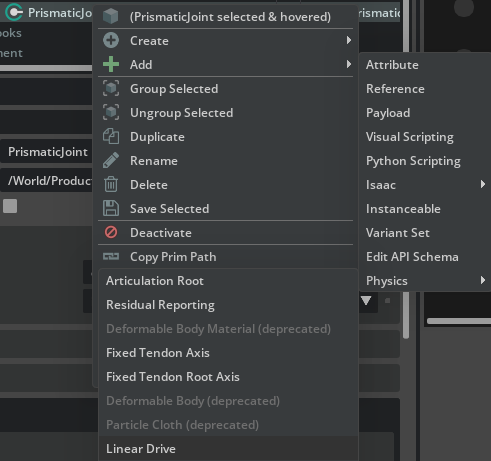 PrismaticJo
(PrismaticJoint selected & hovered)
rismatic
ooks
ment
Create
Add
Group Selected
Ungroup Selected
Duplicate
PrismaticJoint
Rename
/World/Produc
Delete
Save Selected
Deactivate
Copy Prim Path
Attribute
Reference
Payload
Visual Scripting
Python Scripting
Isaac
Instanceable
Variant Set
Edit API Schema
Physics
Articulation Root
Residual Reporting
Deformable Body Material (deprecated)
Fixed Tendon Axis
Fixed Tendon Root Axis
Deformable Body (deprecated)
Particle Cloth (deprecated)
Linear Drive